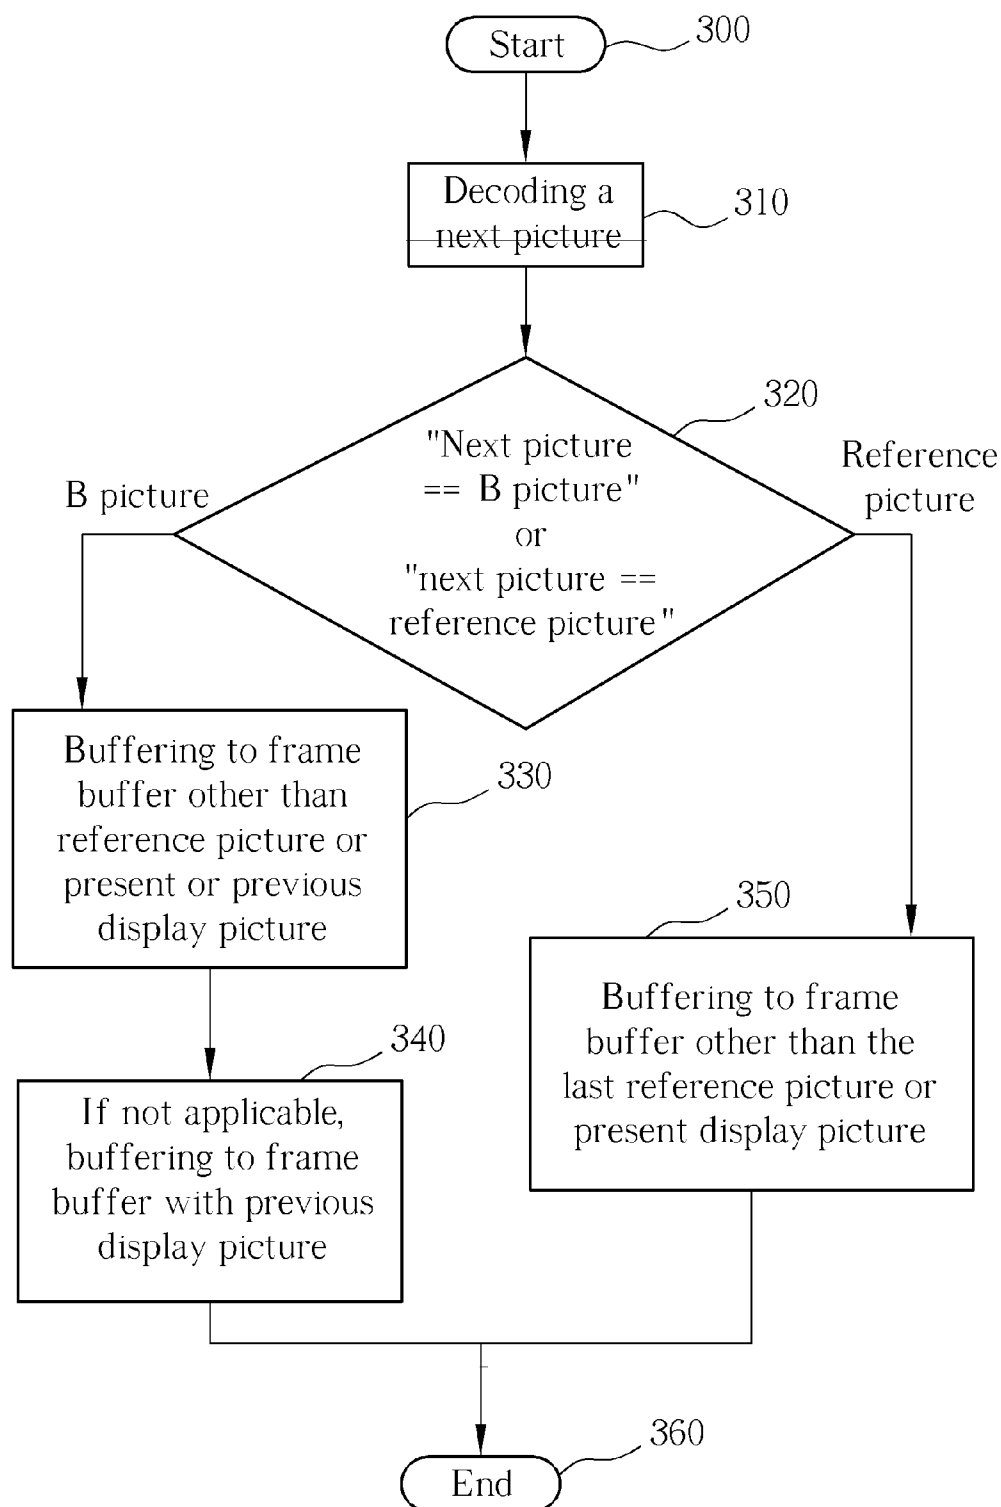 Start
300
Decoding a
next picture
310
320
"Next picture
== B picture"
or
"next picture ==
reference picture"
B picture
Reference
picture
Buffering to frame
buffer other than
reference picture or
present or previous
display picture
330
340
If not applicable,
buffering to frame
buffer with previous
display picture
350
Buffering to frame
buffer other than the
last reference picture or
present display picture
360
End